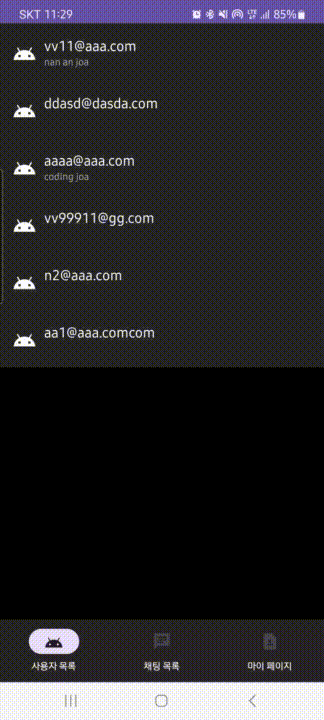 SKT 11:29 85%
vv11@aaa.com
nan an joa
ddasd@dasda.com
aaaa@aaa.com
coding joa
vv99911@gg.com
n2@aaa.com
aa1@aaa.comcom
사용자 목록 채팅 목록 마이 페이지